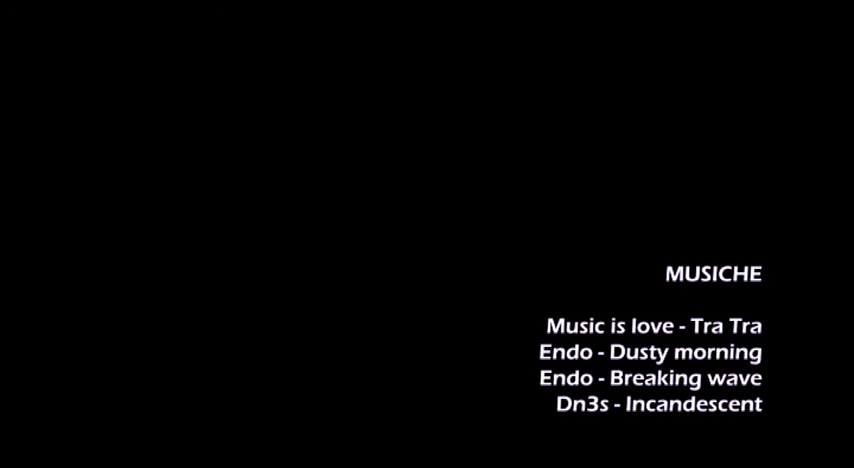 MUSICHE
Music is love - Tra Tra
Endo - Dusty morning
Endo - Breaking wave
Dn3s - Incandescent